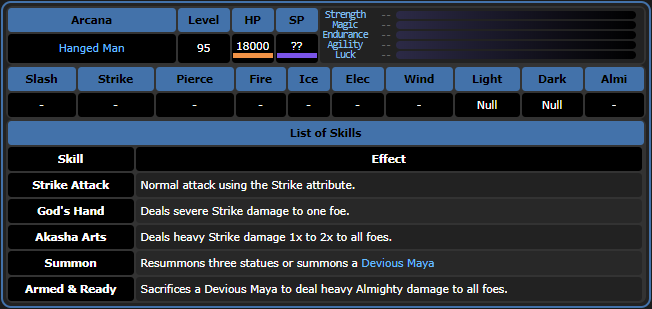 Arcana Level HP SP
Hanged Man 95 18000 ??
Strength --
Magic --
Endurance --
Agility --
Luck --
Slash Strike Pierce Fire Ice Elec Wind Light Dark Almi
- - - - - - - Null Null -
List of Skills
Skill Effect
Strike Attack Normal attack using the Strike attribute.
God's Hand Deals severe Strike damage to one foe.
Akasha Arts Deals heavy Strike damage 1x to 2x to all foes.
Summon Resummons three statues or summons a Devious Maya
Armed & Ready Sacrifices a Devious Maya to deal heavy Almighty damage to all foes.